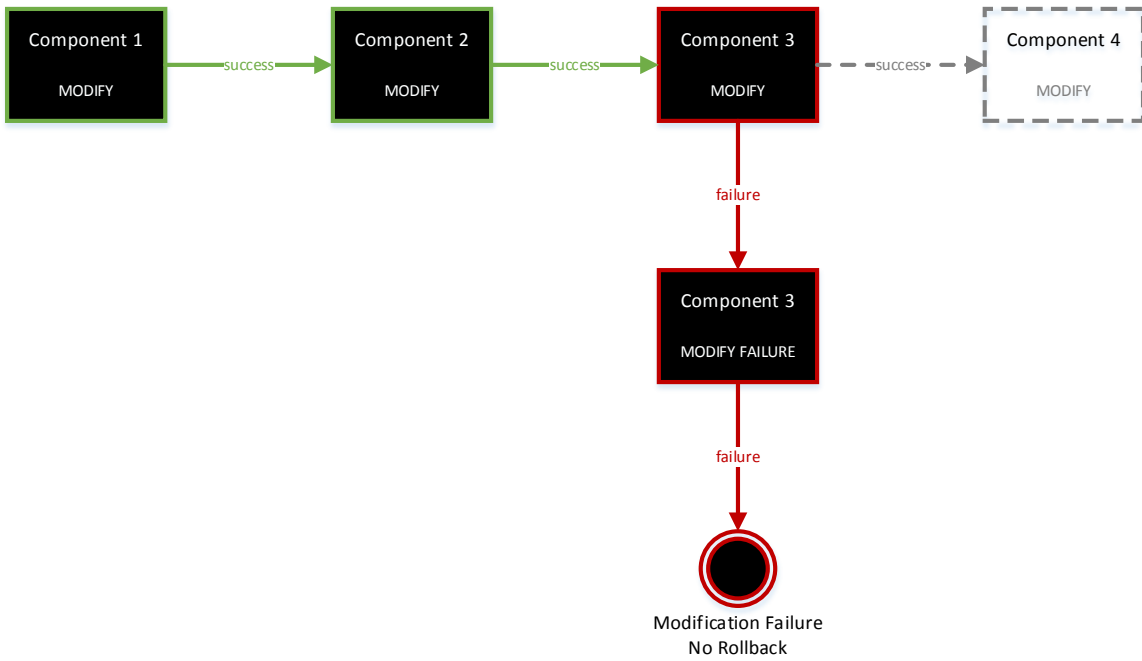 Component 1
MODIFY
success
Component 2
MODIFY
success
Component 3
MODIFY
success
Component 4
MODIFY
failure
Component 3
MODIFY FAILURE
failure
Modification Failure
No Rollback